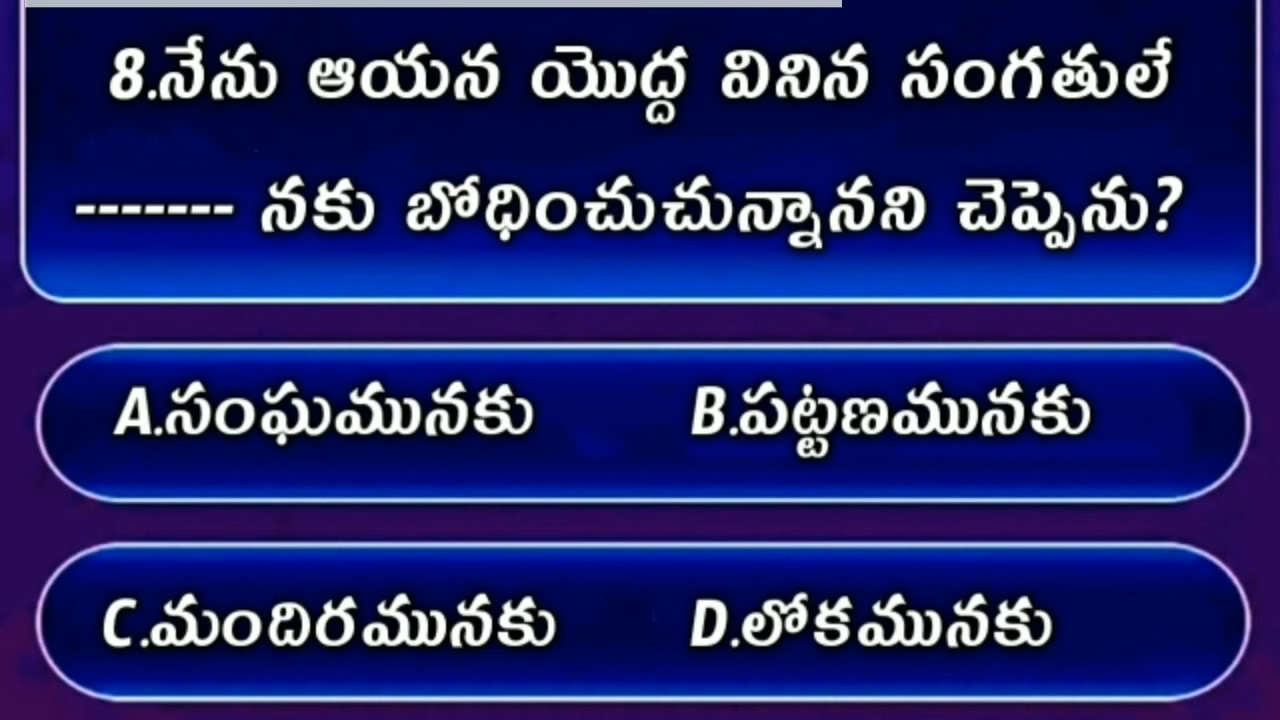 8.నేను ఆయన యొద్ద వినిన సంగతులే
------- నకు బోధించుచున్నానని చెప్పెను?
A.సంఘమునకు B.పట్టణమునకు
C.మందిరమునకు D.లోకమునకు